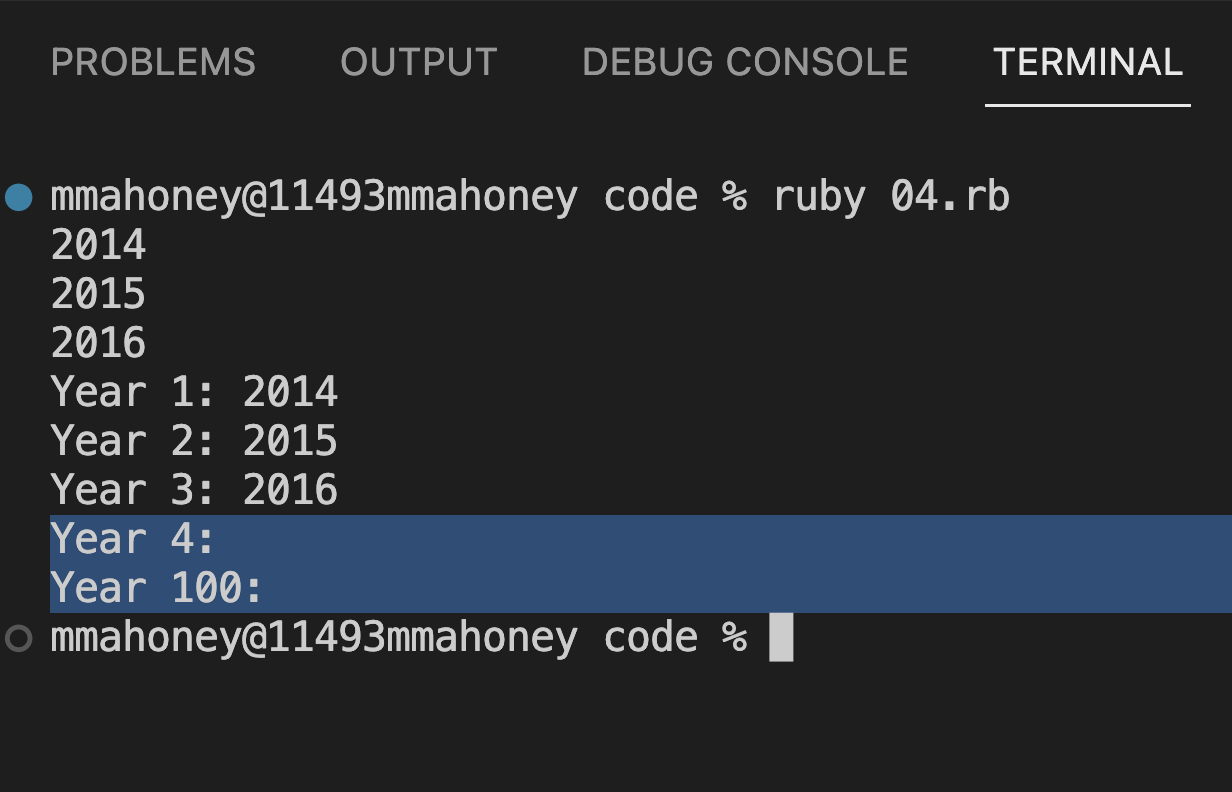 PROBLEMS OUTPUT DEBUG CONSOLE TERMINAL
mmahoney@11493mmahoney code % ruby 04.rb
2014
2015
2016
Year 1: 2014
Year 2: 2015
Year 3: 2016
Year 4:
Year 100:
mmahoney@11493mmahoney code %